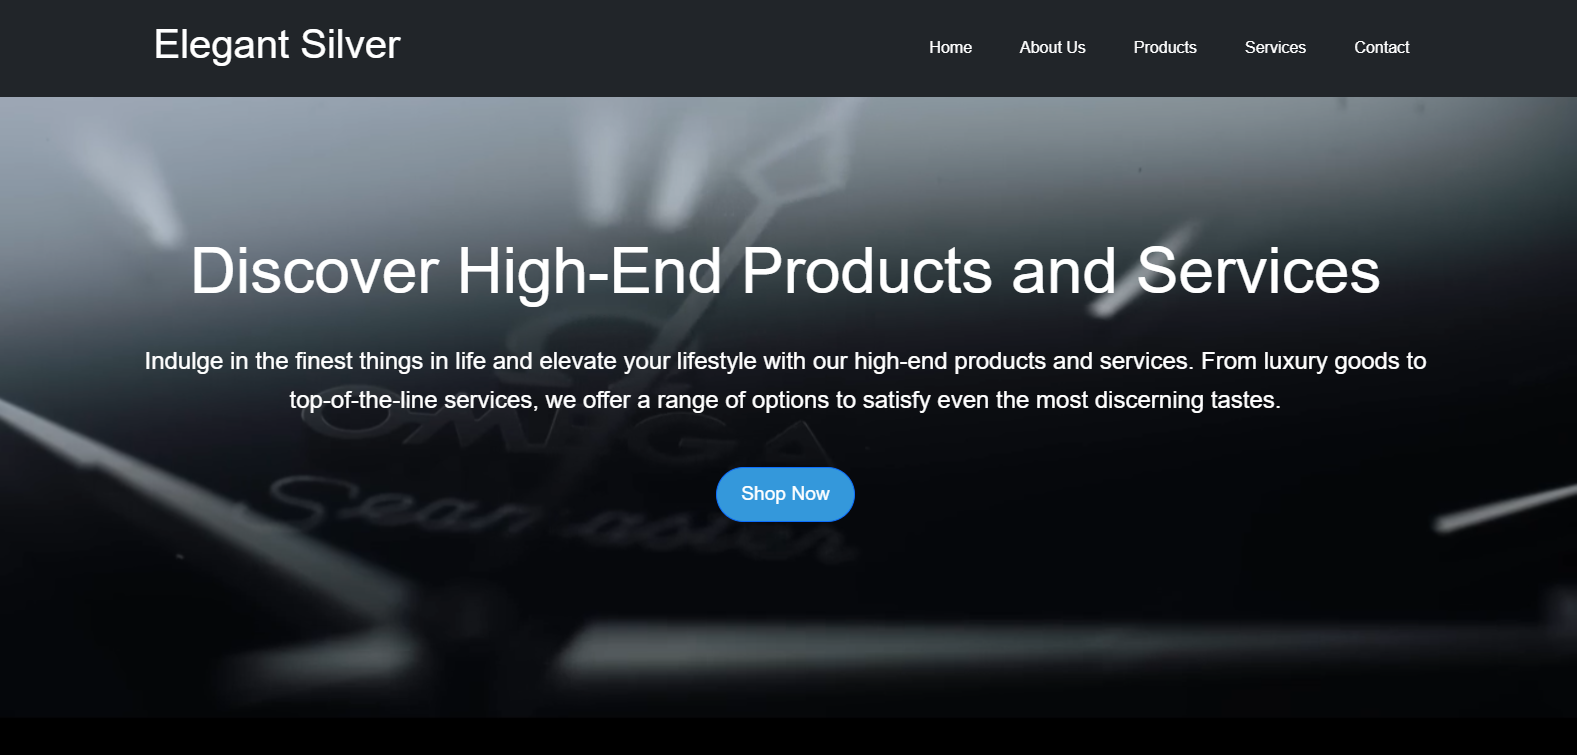 Elegant Silver
Home About Us Products Services Contact
Discover High-End Products and Services
Indulge in the finest things in life and elevate your lifestyle with our high-end products and services. From luxury goods to
top-of-the-line services, we offer a range of options to satisfy even the most discerning tastes.
OMEGA
Seamaster
Shop Now